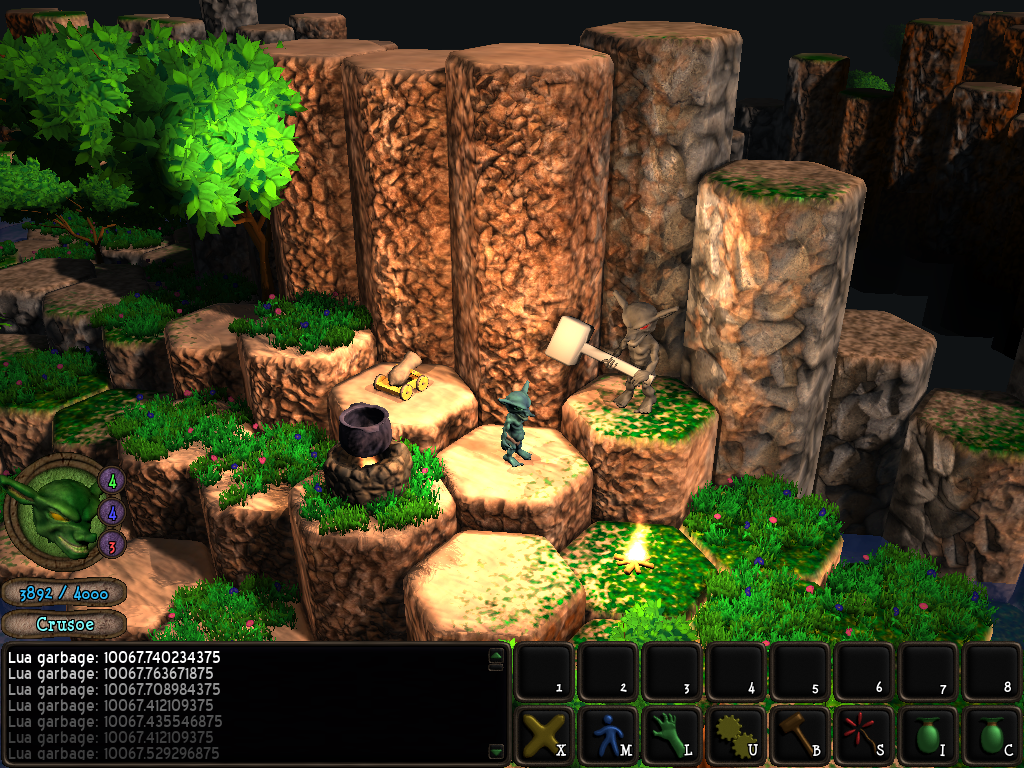 4
4
3
3892 / 4000
Crusoe
Lua garbage: 10067.740234375
Lua garbage: 10067.763671875
Lua garbage: 10067.708984375
Lua garbage: 10067.412109375
Lua garbage: 10067.435546875
Lua garbage: 10067.412109375
Lua garbage: 10067.529296875
1 2 3 4 5 6 7 8
X M L U B S I C